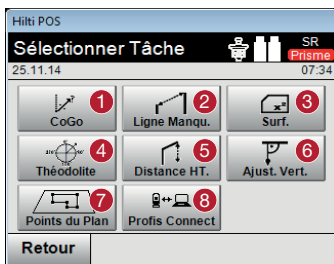 Hilti POS
Sélectionner Tâche
SR
Prisme
25.11.14
07:34
1
2
3
CoGo
Ligne Manqu.
x²
Surf.
4
5
6
Théodolite
Distance HT.
Ajust. Vert.
7
8
Points du Plan
Profis Connect
Retour